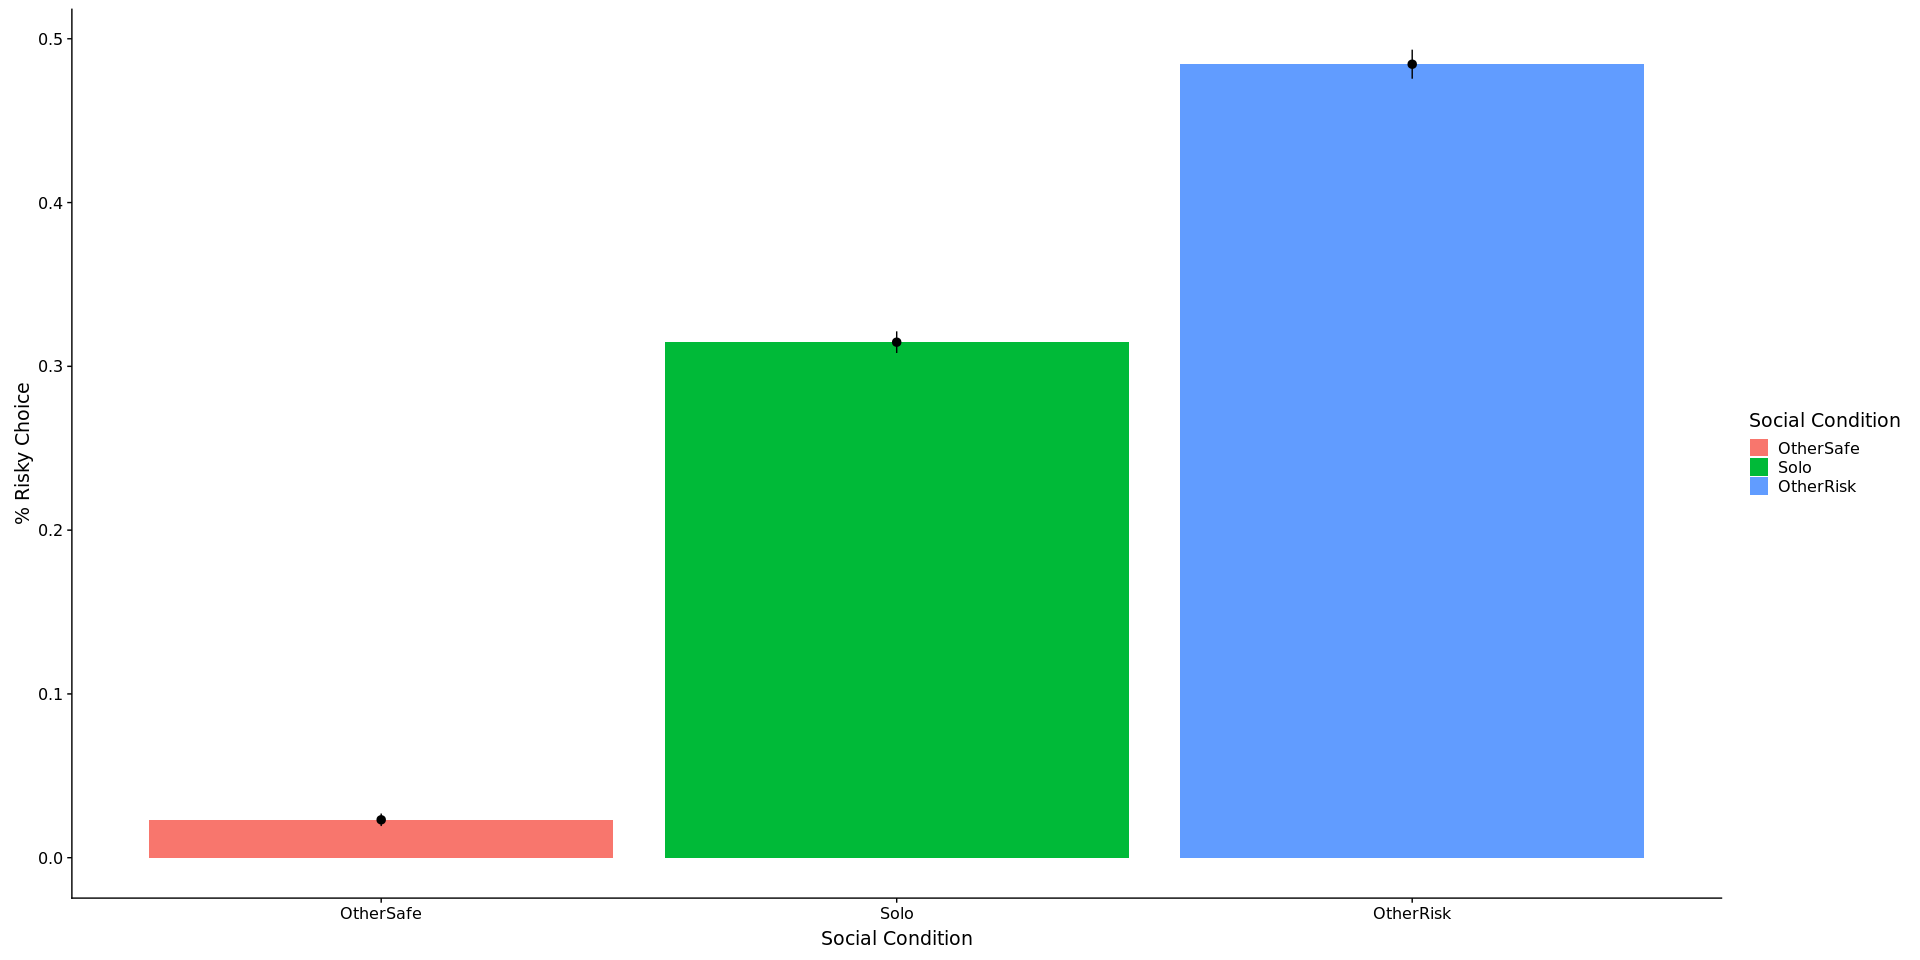 0.5
0.4
0.3
0.2
0.1
0.0
% Risky Choice
OtherSafe
Solo
OtherRisk
Social Condition
Social Condition
OtherSafe
Solo
OtherRisk